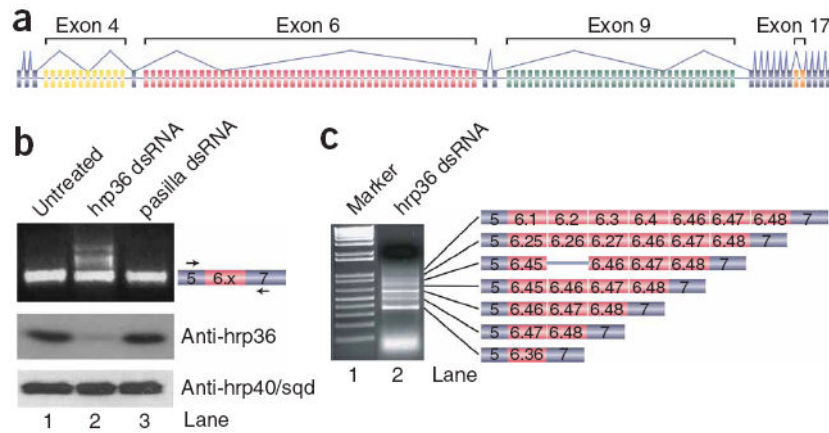 a
Exon 4 Exon 6 Exon 9 Exon 17
b
Untreated
hrp36 dsRNA
pasilla dsRNA
5 6.x 7
Anti-hrp36
Anti-hrp40/sqd
1 2 3 Lane
c
Marker
hrp36 dsRNA
5 6.1 6.2 6.3 6.4 6.46 6.47 6.48 7
5 6.25 6.26 6.27 6.46 6.47 6.48 7
5 6.45 6.46 6.47 6.48 7
5 6.45 6.46 6.47 6.48 7
5 6.46 6.47 6.48 7
5 6.47 6.48 7
5 6.36 7
1 2 Lane